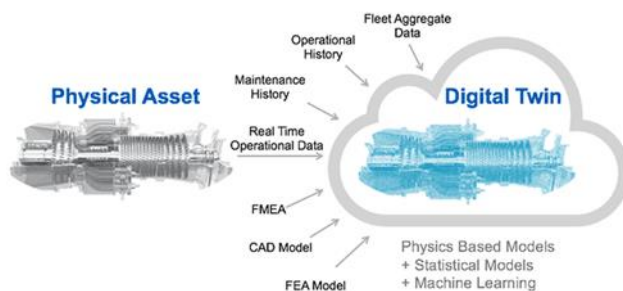 Fleet Aggregate
Data
Operational
History
Maintenance
History
Physical Asset
Digital Twin
Real Time
Operational Data
FMEA
CAD Model
FEA Model
Physics Based Models
+ Statistical Models
+ Machine Learning